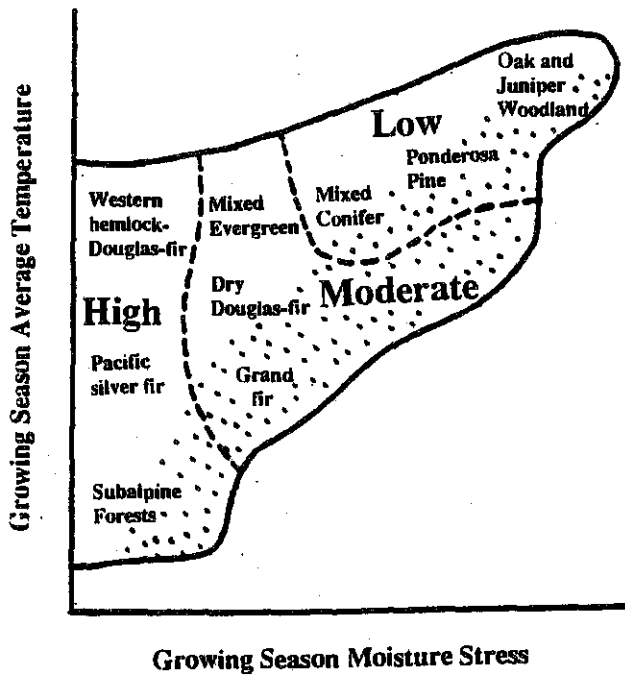 Growing Season Average Temperature
Oak and
Juniper
Woodland
Low
Ponderosa
Pine
Western
hemlock-
Douglas-fir
Mixed
Evergreen
Mixed
Conifer
High
Dry
Douglas-fir
Moderate
Pacific
silver fir
Grand
fir
Subalpine
Forests
Growing Season Moisture Stress